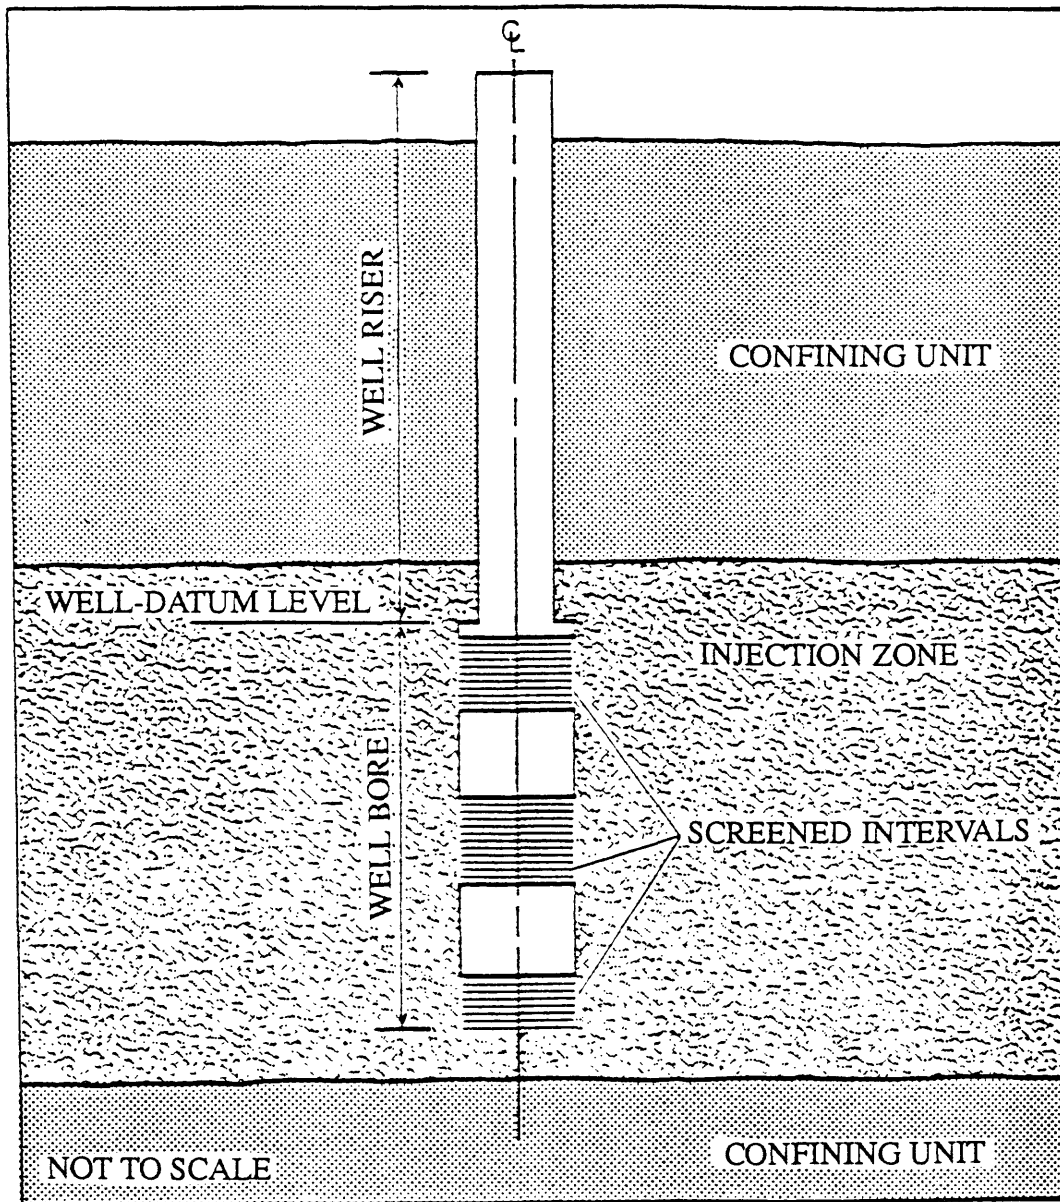 ℄
WELL RISER
CONFINING UNIT
WELL-DATUM LEVEL
INJECTION ZONE
WELL BORE
SCREENED INTERVALS
CONFINING UNIT
NOT TO SCALE